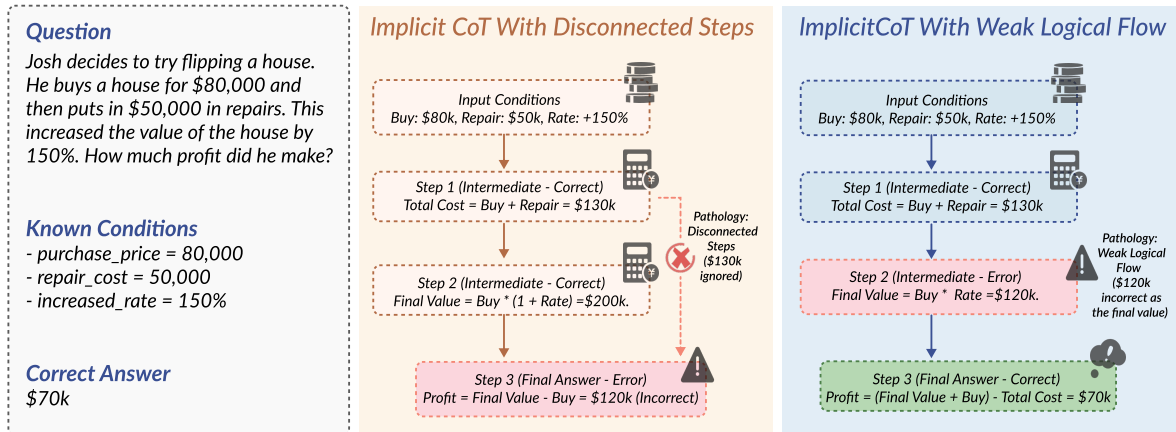 Question
Josh decides to try flipping a house.
He buys a house for $80,000 and
then puts in $50,000 in repairs. This
increased the value of the house by
150%. How much profit did he make?
Known Conditions
- purchase_price = 80,000
- repair_cost = 50,000
- increased_rate = 150%
Correct Answer
$70k
Implicit CoT With Disconnected Steps
Input Conditions
Buy: $80k, Repair: $50k, Rate: +150%
Step 1 (Intermediate - Correct)
Total Cost = Buy + Repair = $130k
¥
Pathology:
Disconnected
Steps
($130k
ignored)
Step 2 (Intermediate - Correct)
Final Value = Buy * (1 + Rate) =$200k.
¥
Step 3 (Final Answer - Error)
Profit = Final Value - Buy = $120k (Incorrect)
ImplicitCoT With Weak Logical Flow
Input Conditions
Buy: $80k, Repair: $50k, Rate: +150%
Step 1 (Intermediate - Correct)
Total Cost = Buy + Repair = $130k
¥
Step 2 (Intermediate - Error)
Final Value = Buy * Rate =$120k.
Pathology:
Weak Logical
Flow
($120k
incorrect as
the final value)
Step 3 (Final Answer - Correct)
Profit = (Final Value + Buy) - Total Cost = $70k